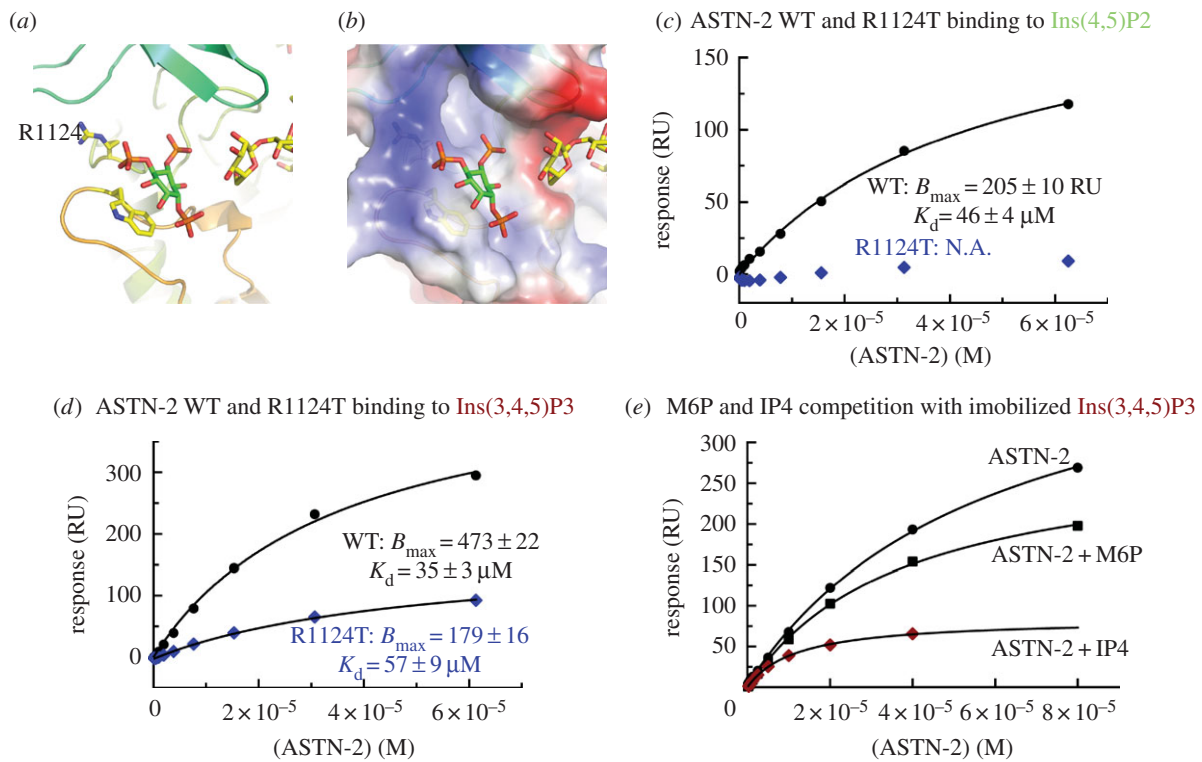 (a)
(b)
(c) ASTN-2 WT and R1124T binding to Ins(4,5)P2
R1124
150
100
50
0
response (RU)
WT: Bmax = 205 ± 10 RU
Kd = 46 ± 4 µM
R1124T: N.A.
0 2 × 10⁻⁵ 4 × 10⁻⁵ 6 × 10⁻⁵
(ASTN-2) (M)
(d) ASTN-2 WT and R1124T binding to Ins(3,4,5)P3
300
200
100
0
response (RU)
WT: Bmax = 473 ± 22
Kd = 35 ± 3 µM
R1124T: Bmax = 179 ± 16
Kd = 57 ± 9 µM
0 2 × 10⁻⁵ 4 × 10⁻⁵ 6 × 10⁻⁵
(ASTN-2) (M)
(e) M6P and IP4 competition with imobilized Ins(3,4,5)P3
300
250
200
150
100
50
0
response (RU)
ASTN-2
ASTN-2 + M6P
ASTN-2 + IP4
2 × 10⁻⁵ 4 × 10⁻⁵ 6 × 10⁻⁵ 8 × 10⁻⁵
(ASTN-2) (M)